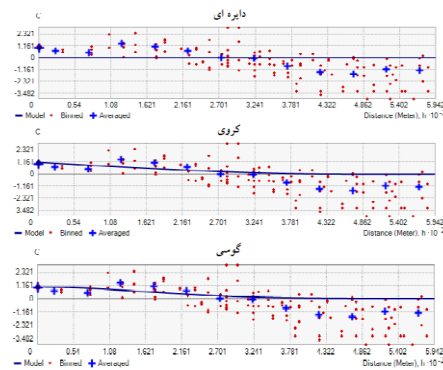 دایره ای
C
2.321
1.161
0
-1.161
2.321
-3.482
0 0.54 1.08 1.621 2.161 2.701 3.241 3.781 4.322 4.862 5.402 5.942
Model Binned Averaged Distance (Meter), h ·10⁻
کروی
C
2.321
1.161
0
-1.161
2.321
-3.482
0 0.54 1.08 1.621 2.161 2.701 3.241 3.781 4.322 4.862 5.402 5.942
Model Binned Averaged Distance (Meter), h ·10⁻
گوسی
C
2.321
1.161
0
-1.161
2.321
-3.482
0 0.54 1.08 1.621 2.161 2.701 3.241 3.781 4.322 4.862 5.402 5.942
Model Binned Averaged Distance (Meter), h ·10⁻